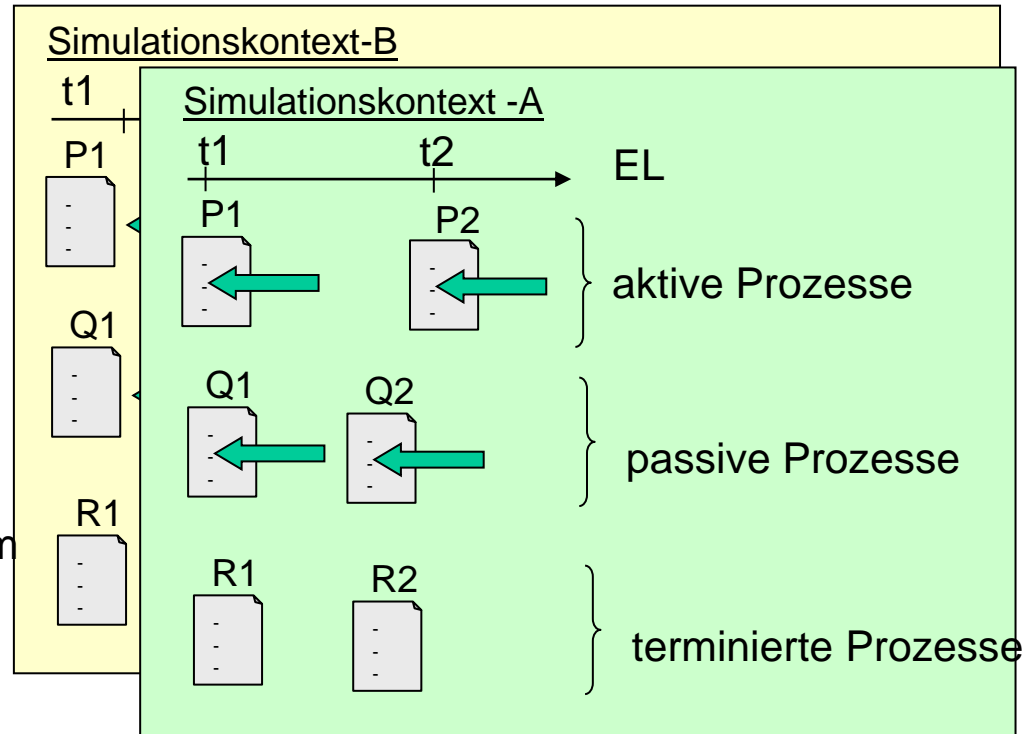 Simulationskontext-B
t1
P1
-
-
-
Q1
-
-
-
R1
-
-
-
Simulationskontext -A
t1 t2 EL
P1 P2
-
-
-
-
-
-
aktive Prozesse
Q1 Q2
-
-
-
-
-
-
passive Prozesse
R1 R2
-
-
-
-
-
-
terminierte Prozesse